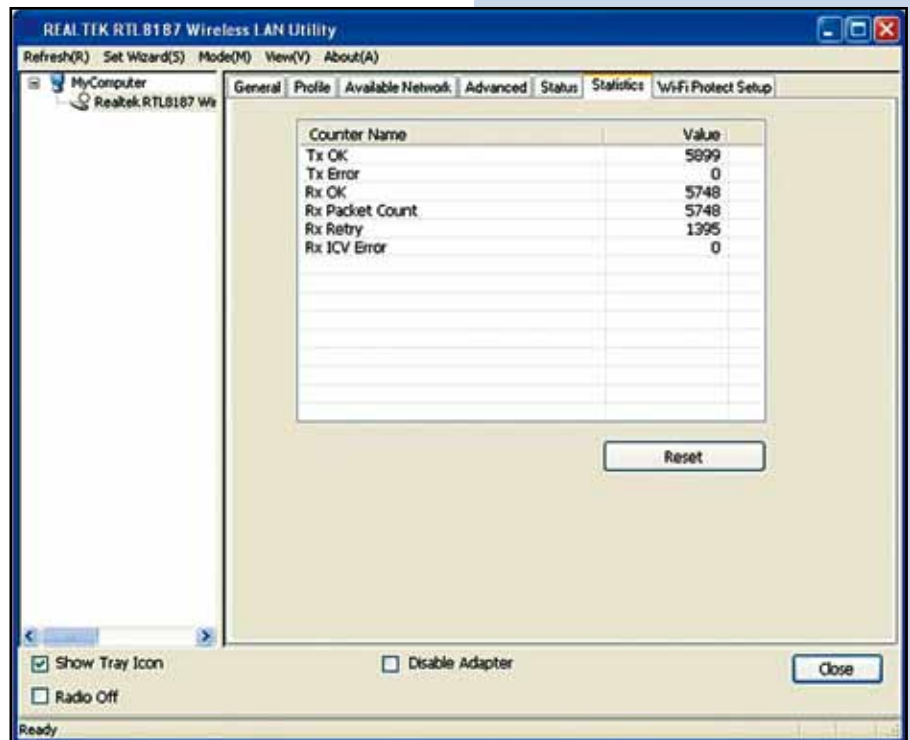 REALTEK RTL8187 Wireless LAN Utility
Refresh(R) Set Wizard(S) Mode(M) View(V) About(A)
MyComputer
Realtek RTL8187 Wir
General Profile Available Network Advanced Status Statistics Wi-Fi Protect Setup
Counter Name Value
Tx OK 5899
Tx Error 0
Rx OK 5748
Rx Packet Count 5748
Rx Retry 1395
Rx ICV Error 0
Reset
Show Tray Icon
Disable Adapter
Close
Radio Off
Ready